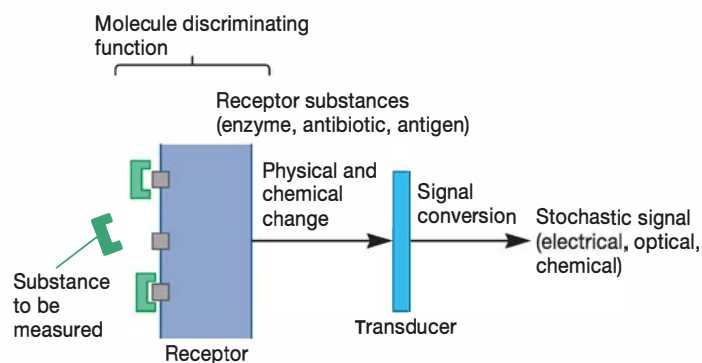 Molecule discriminating
function
Receptor substances
(enzyme, antibiotic, antigen)
Physical and
chemical
change
Signal
conversion
Stochastic signal
(electrical, optical,
chemical)
Substance
to be
measured
Transducer
Receptor